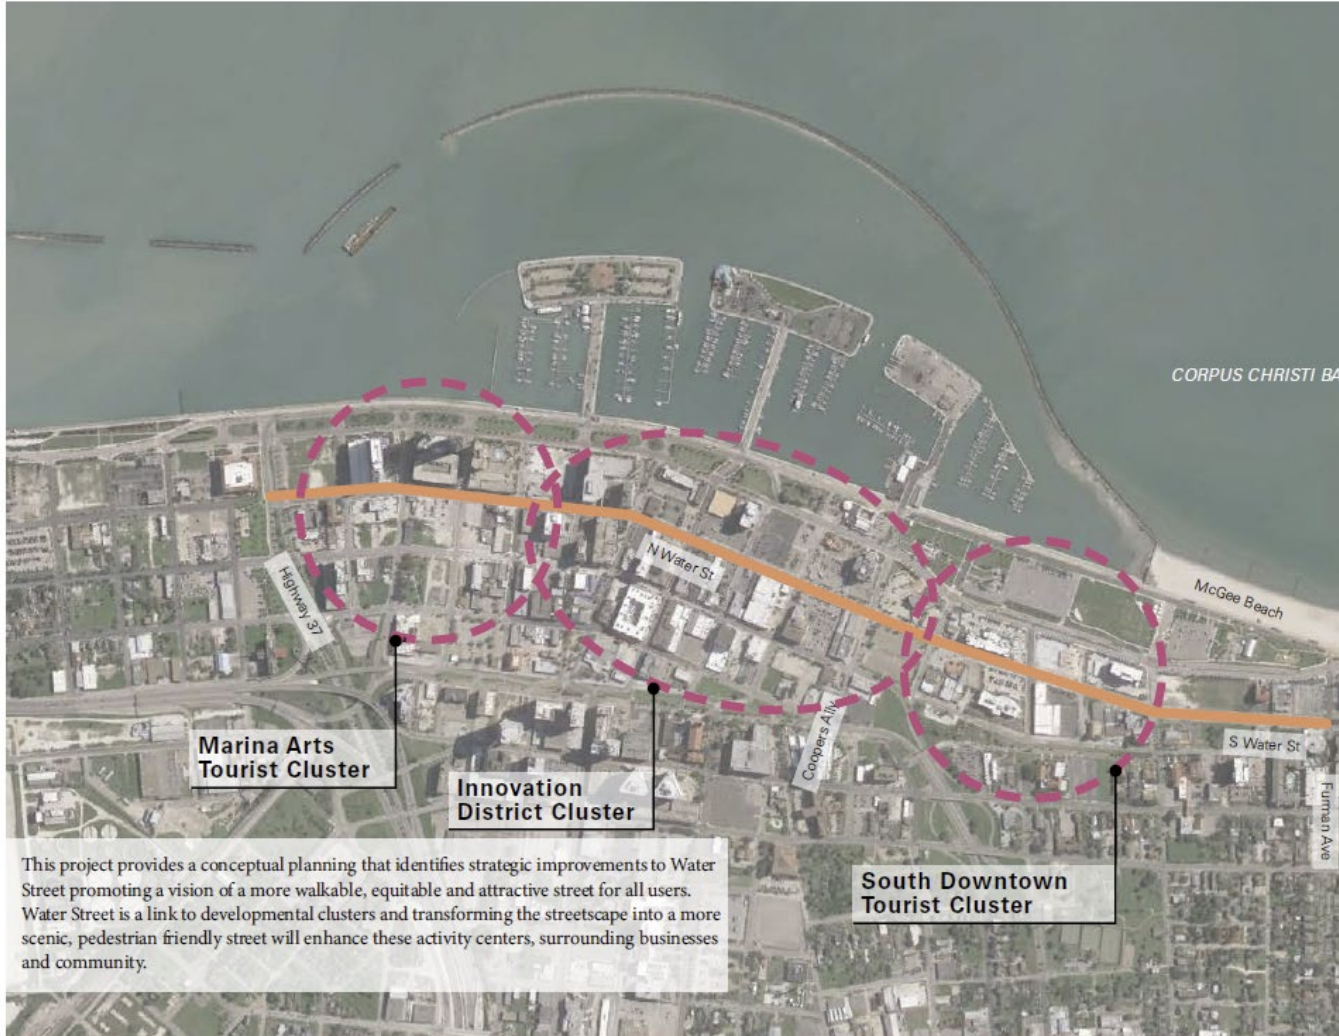 CORPUS CHRISTI BA
McGee Beach
N Water St
Highway 37
Coopers Ally
S Water St
Furman Ave
Marina Arts
Tourist Cluster
Innovation
District Cluster
South Downtown
Tourist Cluster
This project provides a conceptual planning that identifies strategic improvements to Water
Street promoting a vision of a more walkable, equitable and attractive street for all users.
Water Street is a link to developmental clusters and transforming the streetscape into a more
scenic, pedestrian friendly street will enhance these activity centers, surrounding businesses
and community.